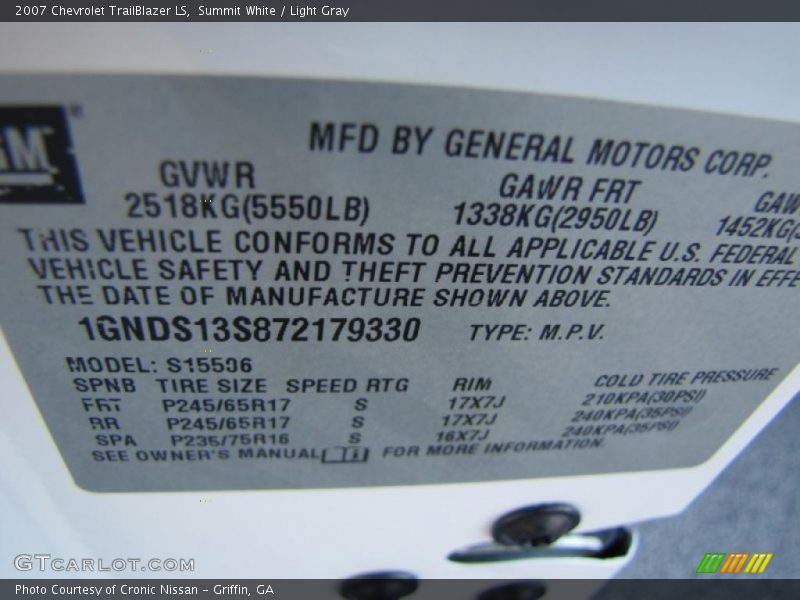 2007 Chevrolet TrailBlazer LS,  Summit White / Light Gray
GM
MFD BY GENERAL MOTORS CORP.
GVWR GAWR FRT GAW
2518KG(5550LB) 1338KG(2950LB) 1452KG(3
THIS VEHICLE CONFORMS TO ALL APPLICABLE U.S. FEDERAL
VEHICLE SAFETY AND THEFT PREVENTION STANDARDS IN EFFE
THE DATE OF MANUFACTURE SHOWN ABOVE.
1GNDS13S872179330 TYPE: M.P.V.
MODEL: S15506
SPNB TIRE SIZE SPEED RTG RIM COLD TIRE PRESSURE
FRT P245/65R17 S 17X7J 210KPA(30PSI)
RR P245/65R17 S 17X7J 240KPA(35PSI)
SPA P235/75R16 S 16X7J 240KPA(35PSI)
SEE OWNER'S MANUAL FOR MORE INFORMATION.
GTCARLOT.COM
Photo Courtesy of Cronic Nissan - Griffin, GA